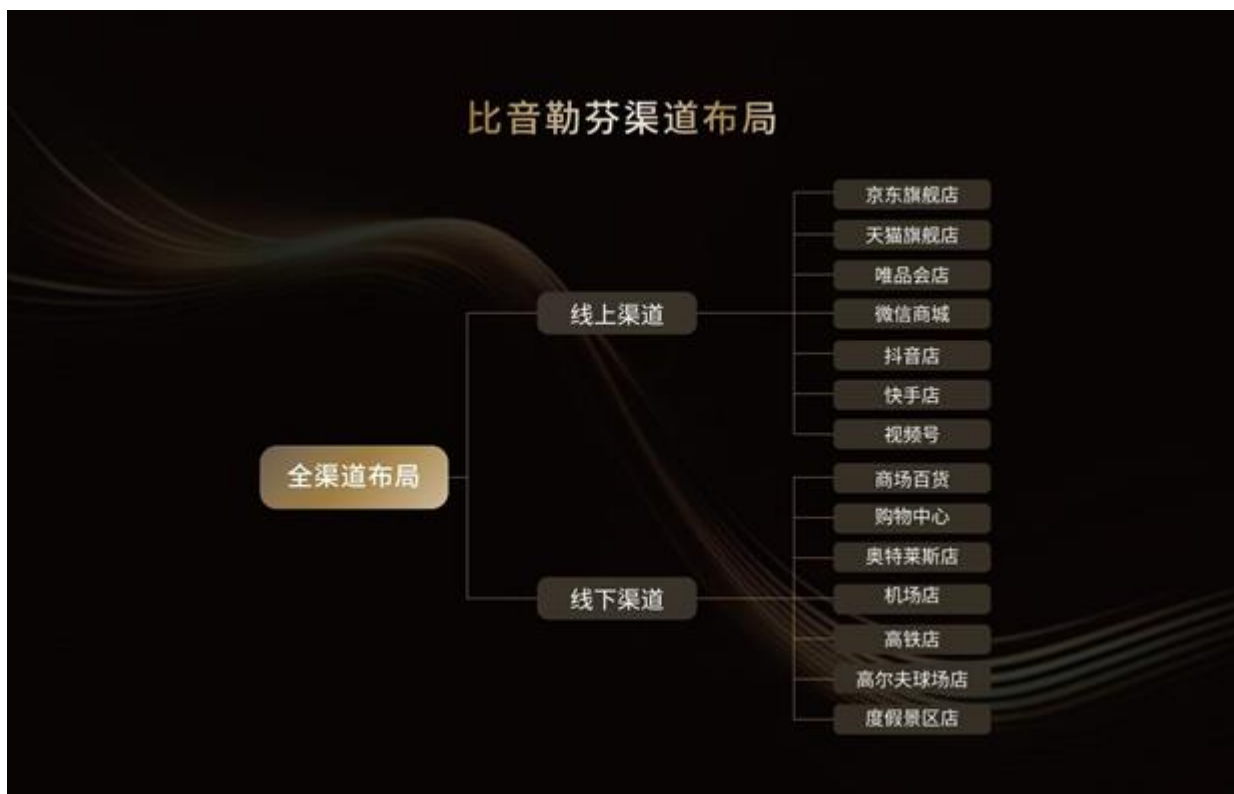 比音勒芬渠道布局
全渠道布局
线上渠道
京东旗舰店
天猫旗舰店
唯品会店
微信商城
抖音店
快手店
视频号
线下渠道
商场百货
购物中心
奥特莱斯店
机场店
高铁店
高尔夫球场店
度假景区店